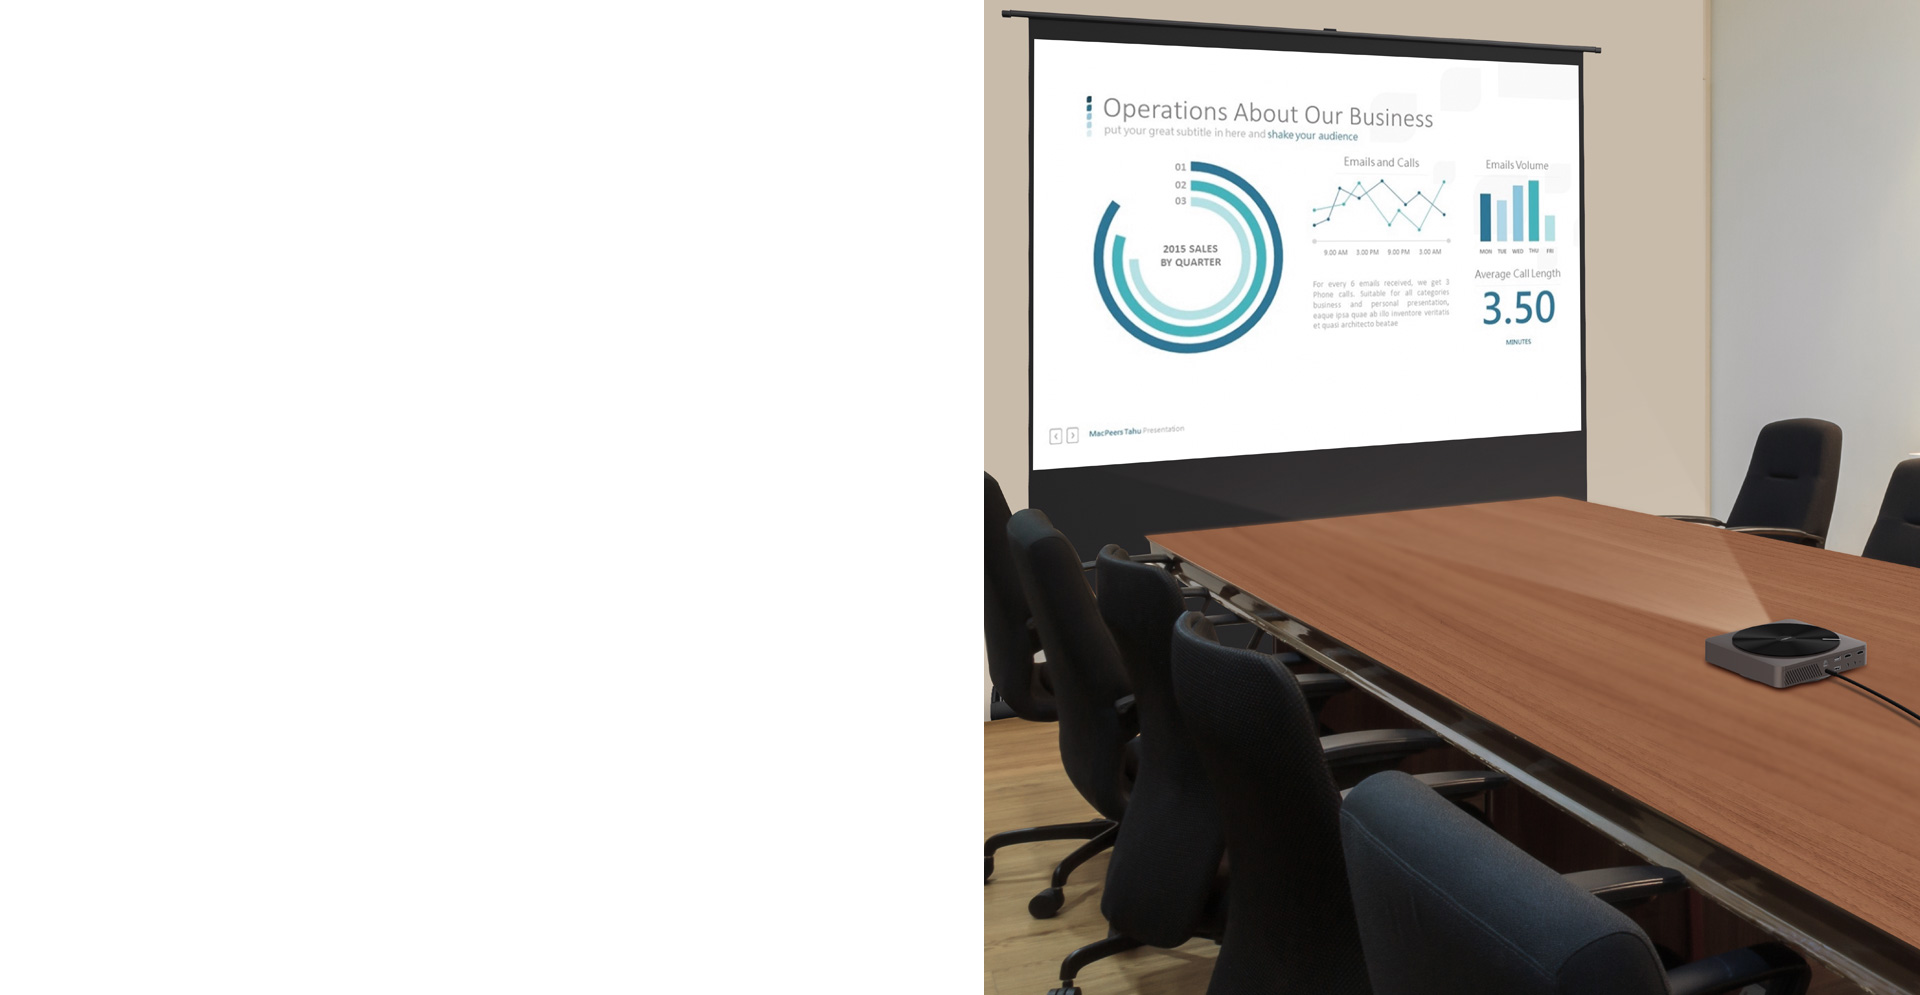 Operations About Our Business
put your great subtitle in here and shake your audience
01
02
03
2015 SALES
BY QUARTER
Emails and Calls
9.00 AM 3.00 PM 9.00 PM 3.00 AM
For every 6 emails received, we get 3
Phone calls. Suitable for all categories
business and personal presentation,
eaque ipsa quae ab illo inventore veritatis
et quasi architecto beatae
Emails Volume
MON TUE WED THU FRI
Average Call Length
3.50
MINUTES
MacPeers Tahu Presentation